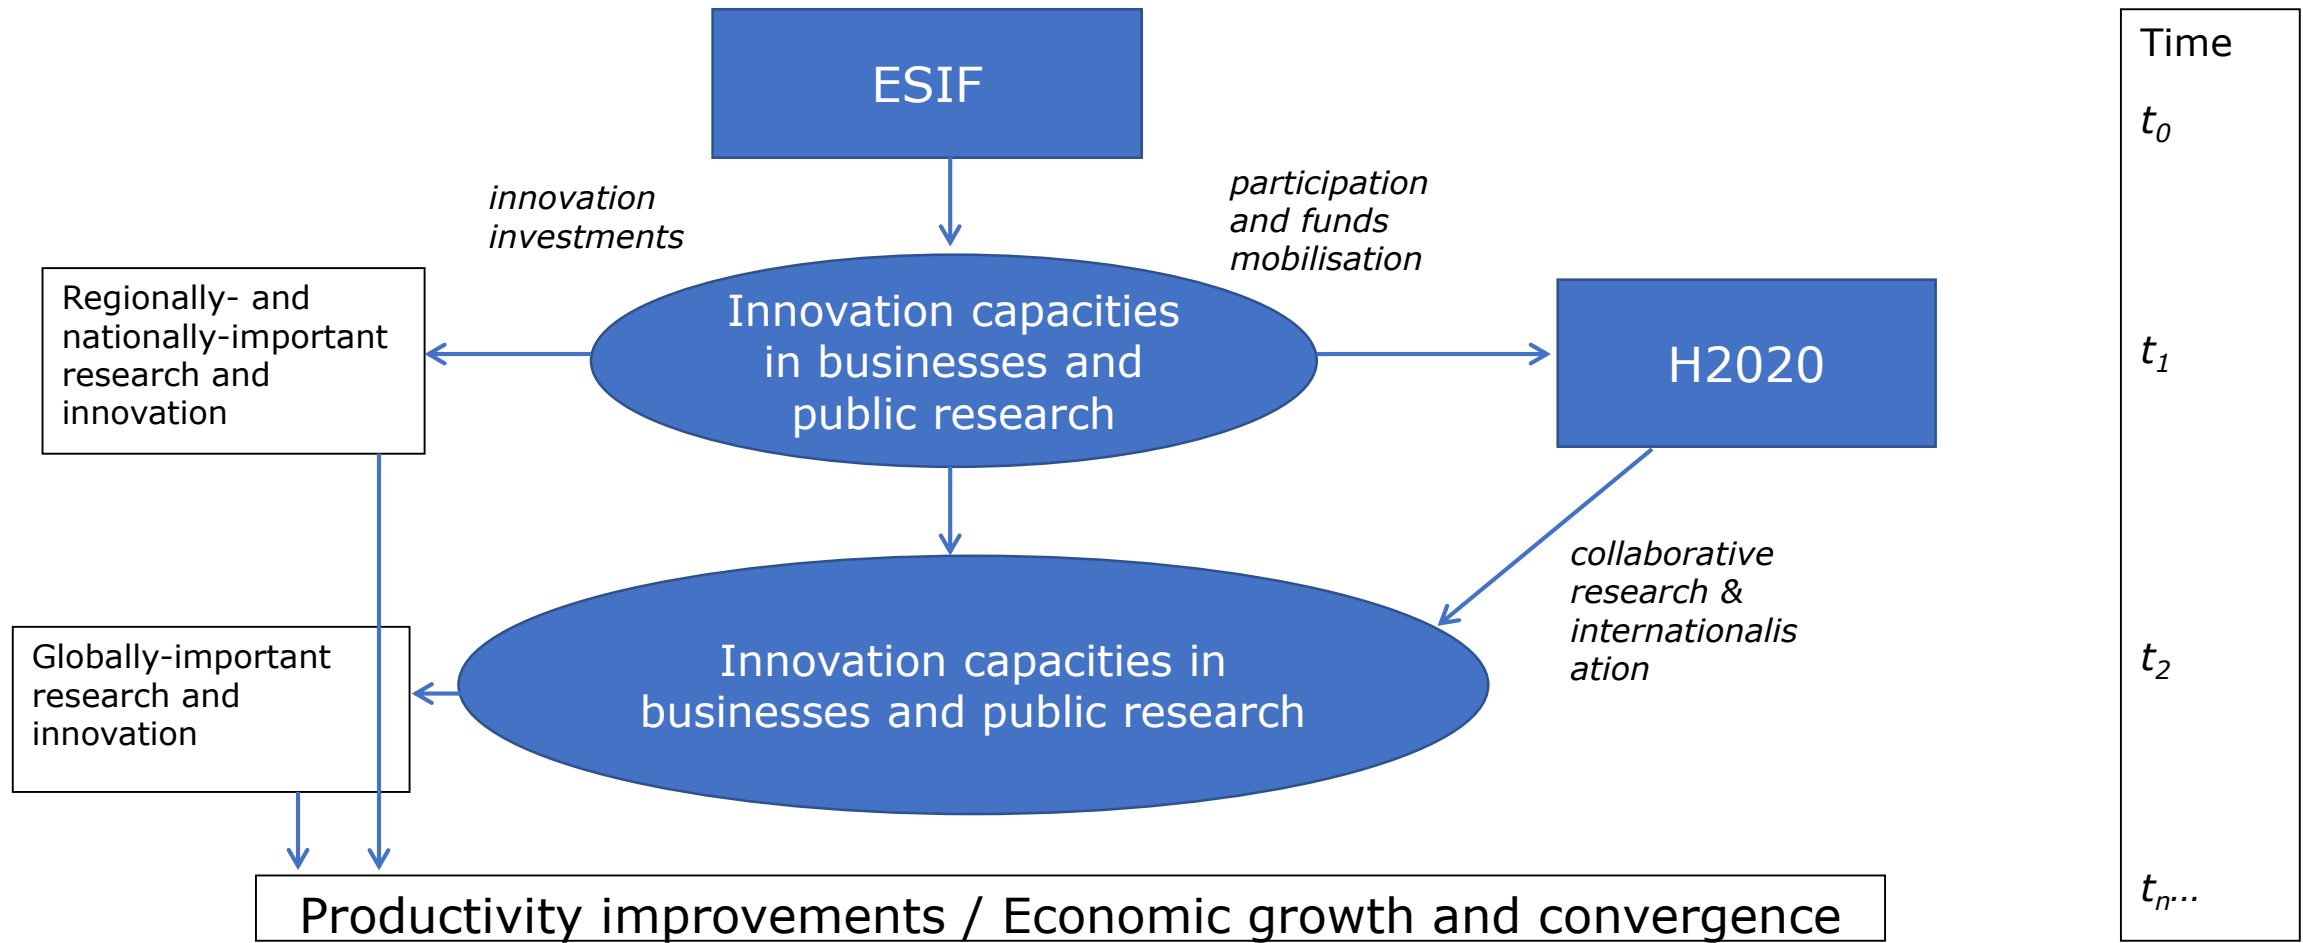 ESIF
innovation
investments
participation
and funds
mobilisation
Regionally- and
nationally-important
research and
innovation
Innovation capacities
in businesses and
public research
H2020
collaborative
research &
internationalis
ation
Globally-important
research and
innovation
Innovation capacities in
businesses and public research
Productivity improvements / Economic growth and convergence
Time
t0
t1
t2
tn...